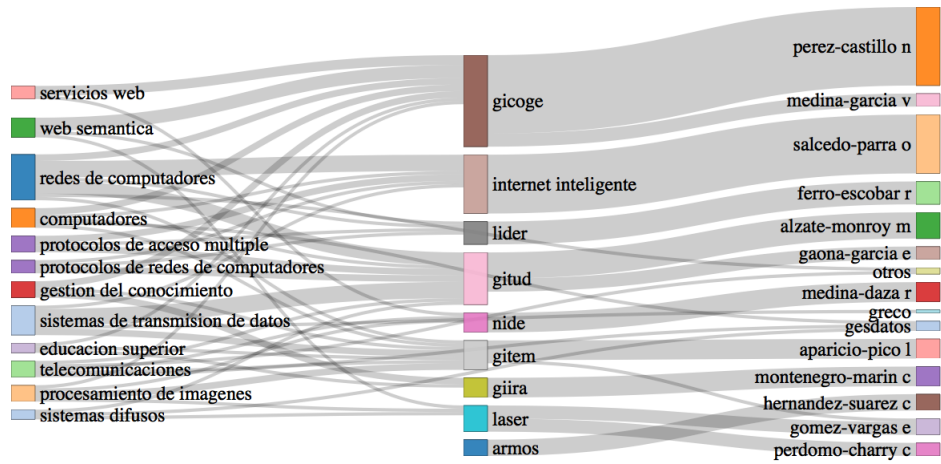 servicios web
web semantica
redes de computadores
computadores
protocolos de acceso multiple
protocolos de redes de computadores
gestion del conocimiento
sistemas de transmision de datos
educacion superior
telecomunicaciones
procesamiento de imagenes
sistemas difusos
gicoge
internet inteligente
lider
gitud
nide
gitem
giira
laser
armos
perez-castillo n
medina-garcia v
salcedo-parra o
ferro-escobar r
alzate-monroy m
gaona-garcia e
otros
medina-daza r
greco
gesdatos
aparicio-pico l
montenegro-marin c
hernandez-suarez c
gomez-vargas e
perdomo-charry c